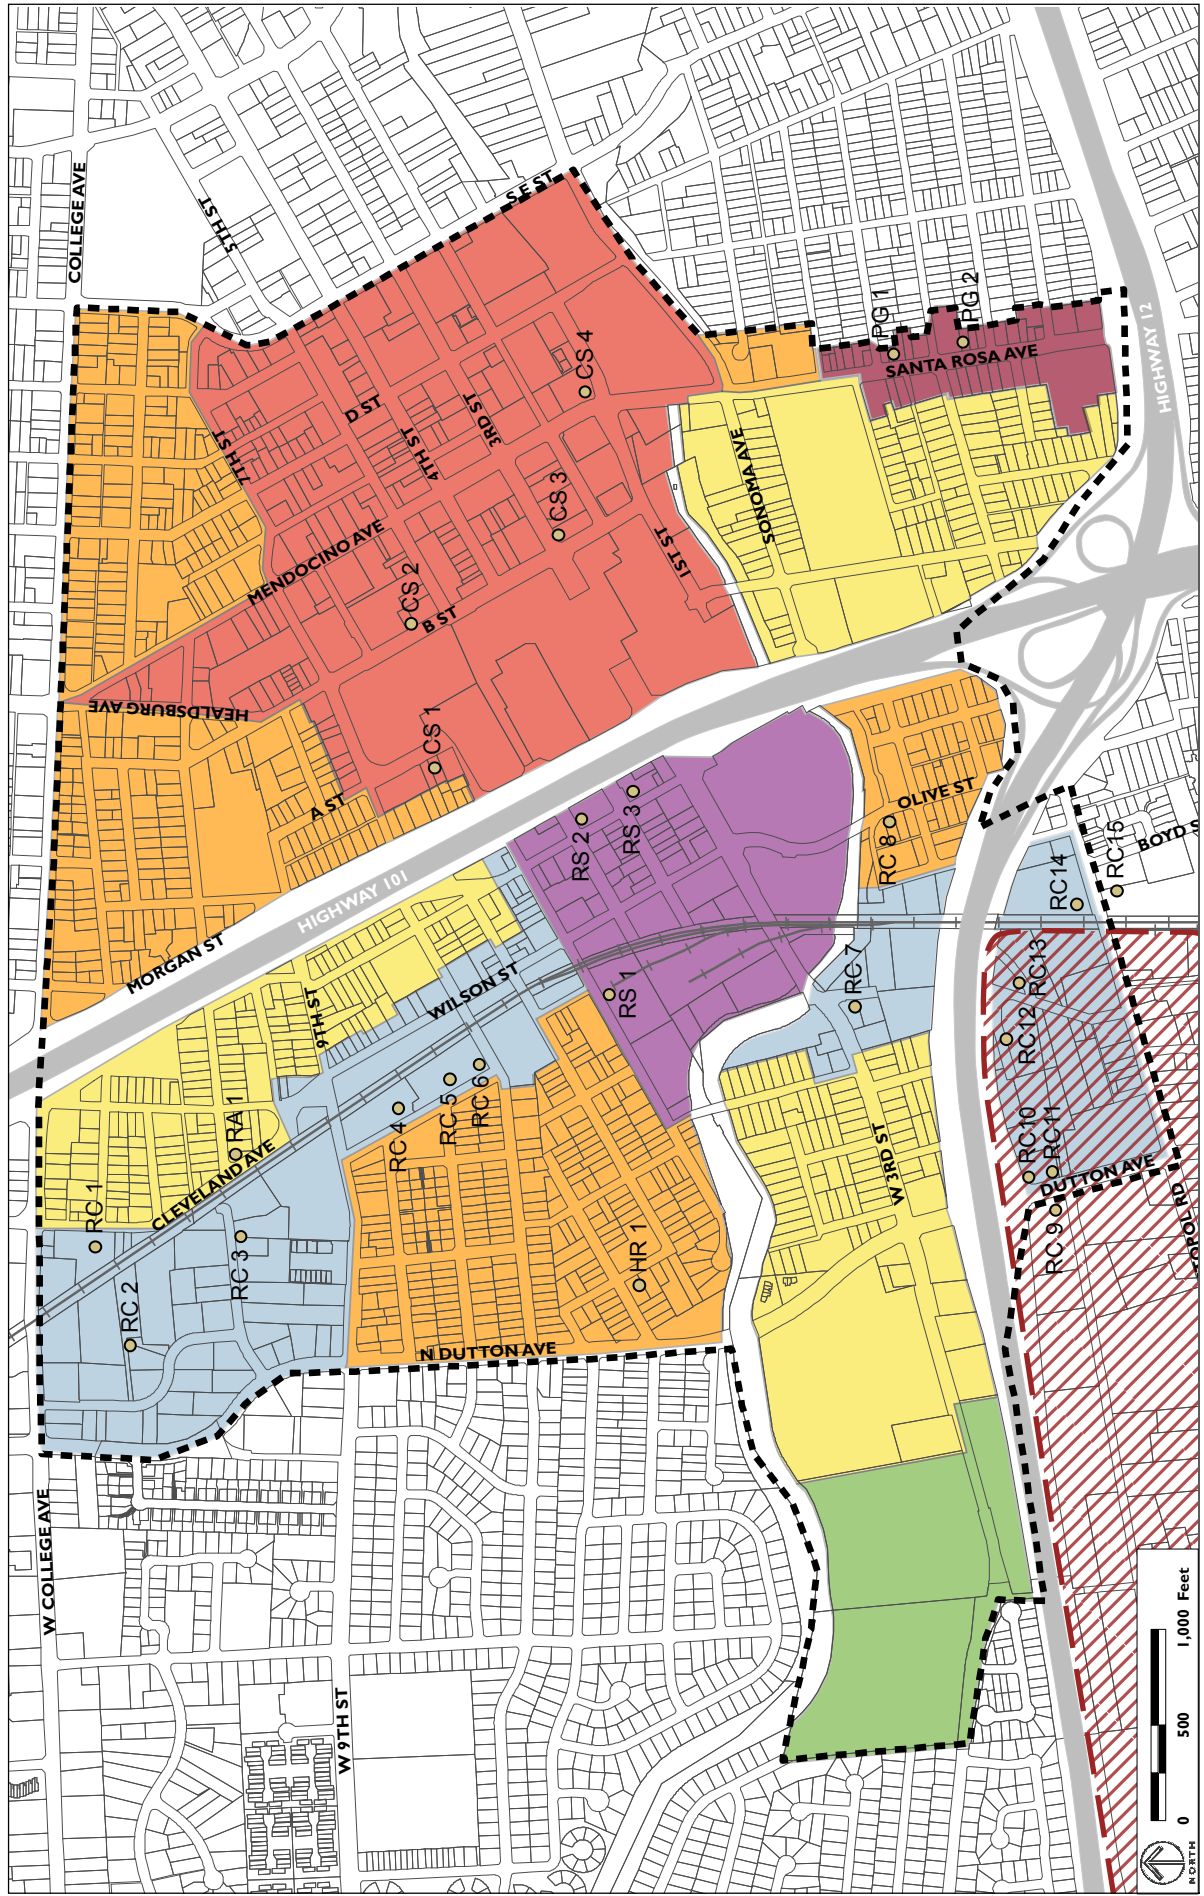 COLLEGE AVE
5TH ST
S E ST
7TH ST
D ST
4TH ST
3RD ST
CS 4
PG 1
PG 2
SANTA ROSA AVE
HIGHWAY 12
MENDOCINO AVE
CS 3
SONOMA AVE
1ST ST
CS 2
B ST
HEALDSBURG AVE
CS 1
A ST
HIGHWAY 101
MORGAN ST
RS 2
RS 3
OLIVE ST
RC 8
RC14
RC15
BOYD S
9TH ST
WILSON ST
RS 1
RC 7
RC13
RC12
RA 1
CLEVELAND AVE
RC 4
RC 5
RC 6
RC10
RC11
DUTTON AVE
W 3RD ST
RC 1
RC 2
RC 3
HR 1
RC 9
TOPOL RD
N DUTTON AVE
W COLLEGE AVE
W 9TH ST
0 500 1,000 Feet
NORTH